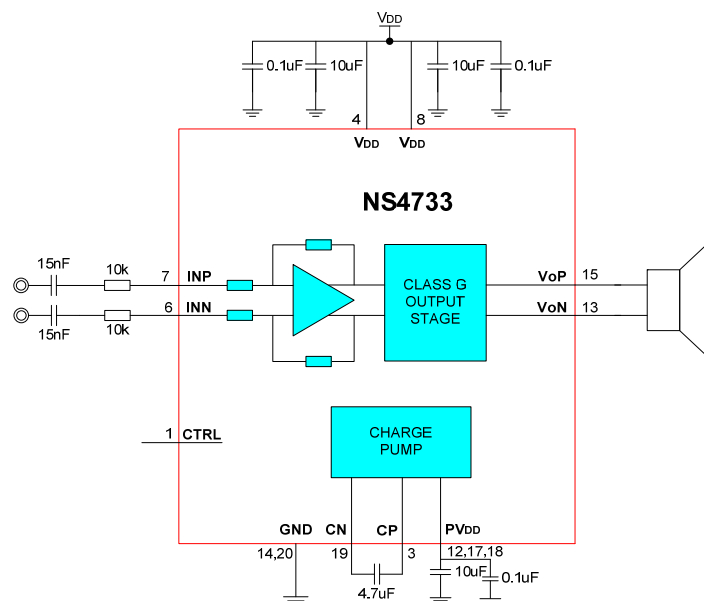 VDD
0.1uF 10uF 10uF 0.1uF
4 8
VDD VDD
NS4733
15nF 10k 7 INP
CLASS G
OUTPUT
STAGE
VoP 15
6 INN
VoN 13
15nF 10k
1 CTRL
CHARGE
PUMP
GND CN CP PVDD
14,20 19 3 12,17,18
4.7uF 10uF 0.1uF